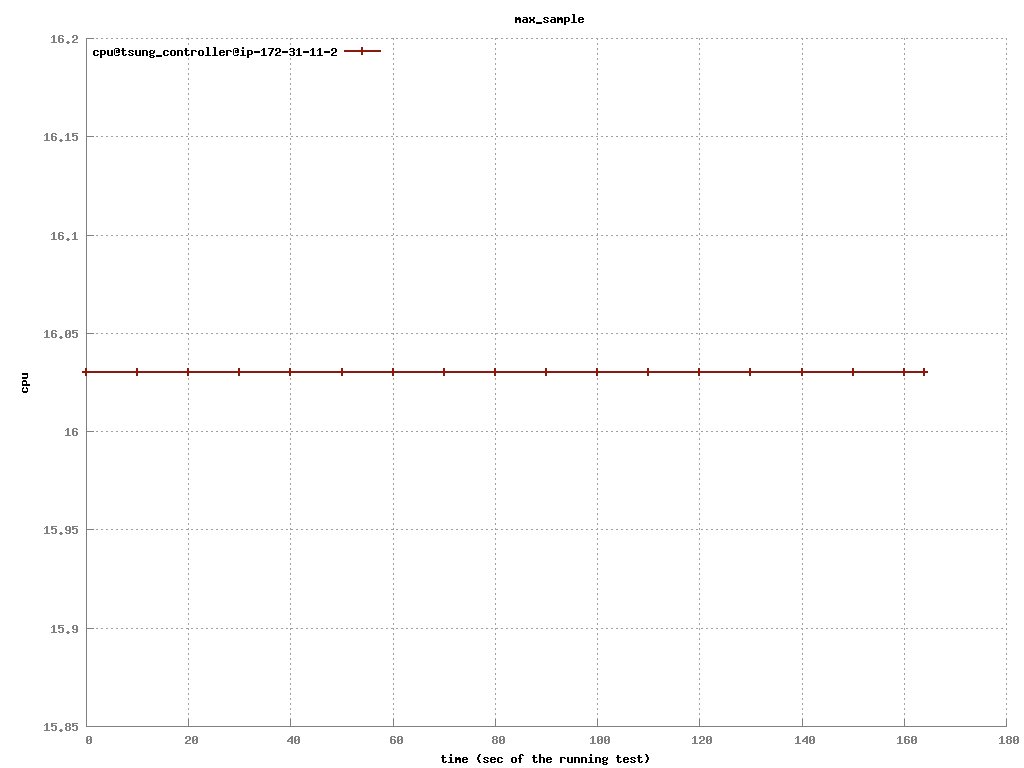 max_sample
16.2
cpu@tsung_controller@ip-172-31-11-2
16.15
16.1
16.05
cpu
16
15.95
15.9
15.85
0 20 40 60 80 100 120 140 160 180
time (sec of the running test)